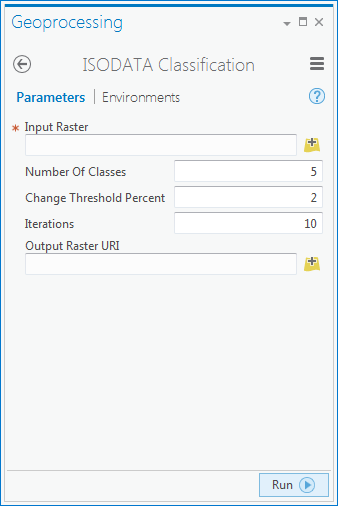 Geoprocessing
ISODATA Classification
Parameters | Environments
* Input Raster
Number Of Classes 5
Change Threshold Percent 2
Iterations 10
Output Raster URI
Run